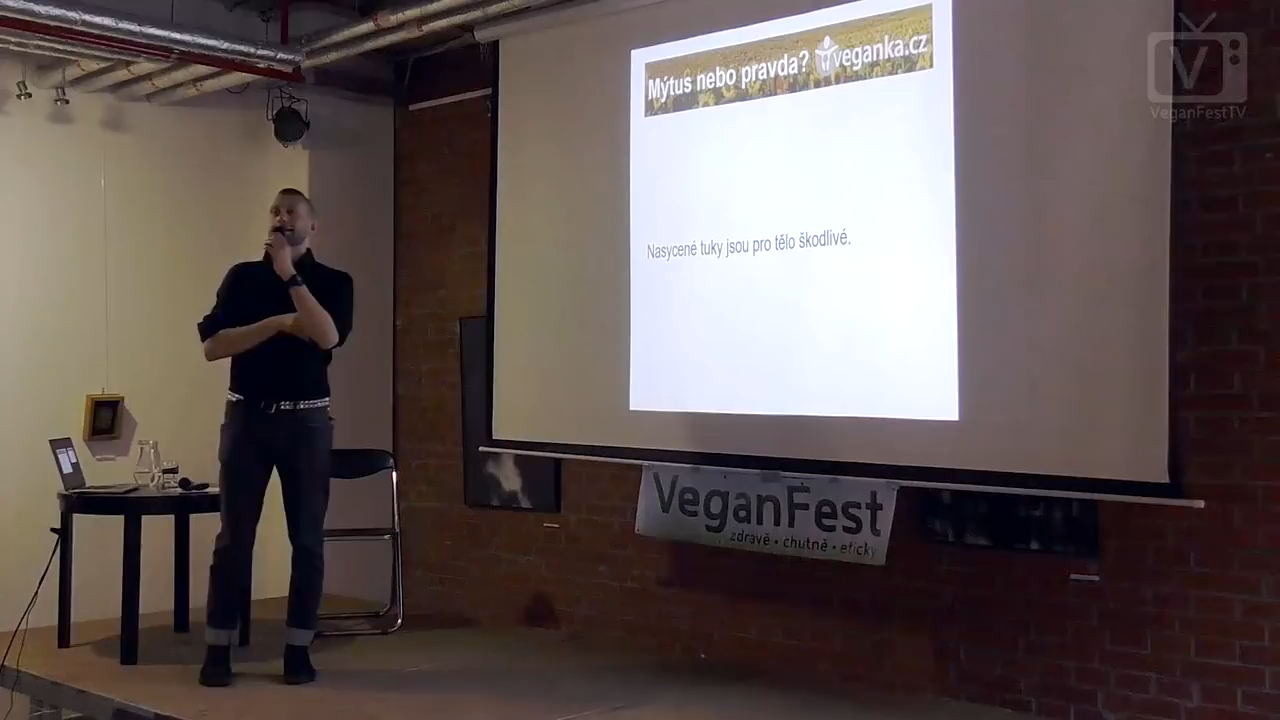 Mýtus nebo pravda? veganka.cz
Nasycené tuky jsou pro tělo škodlivé.
VeganFest
zdravě • chutně • eticky
V
VeganFestTV